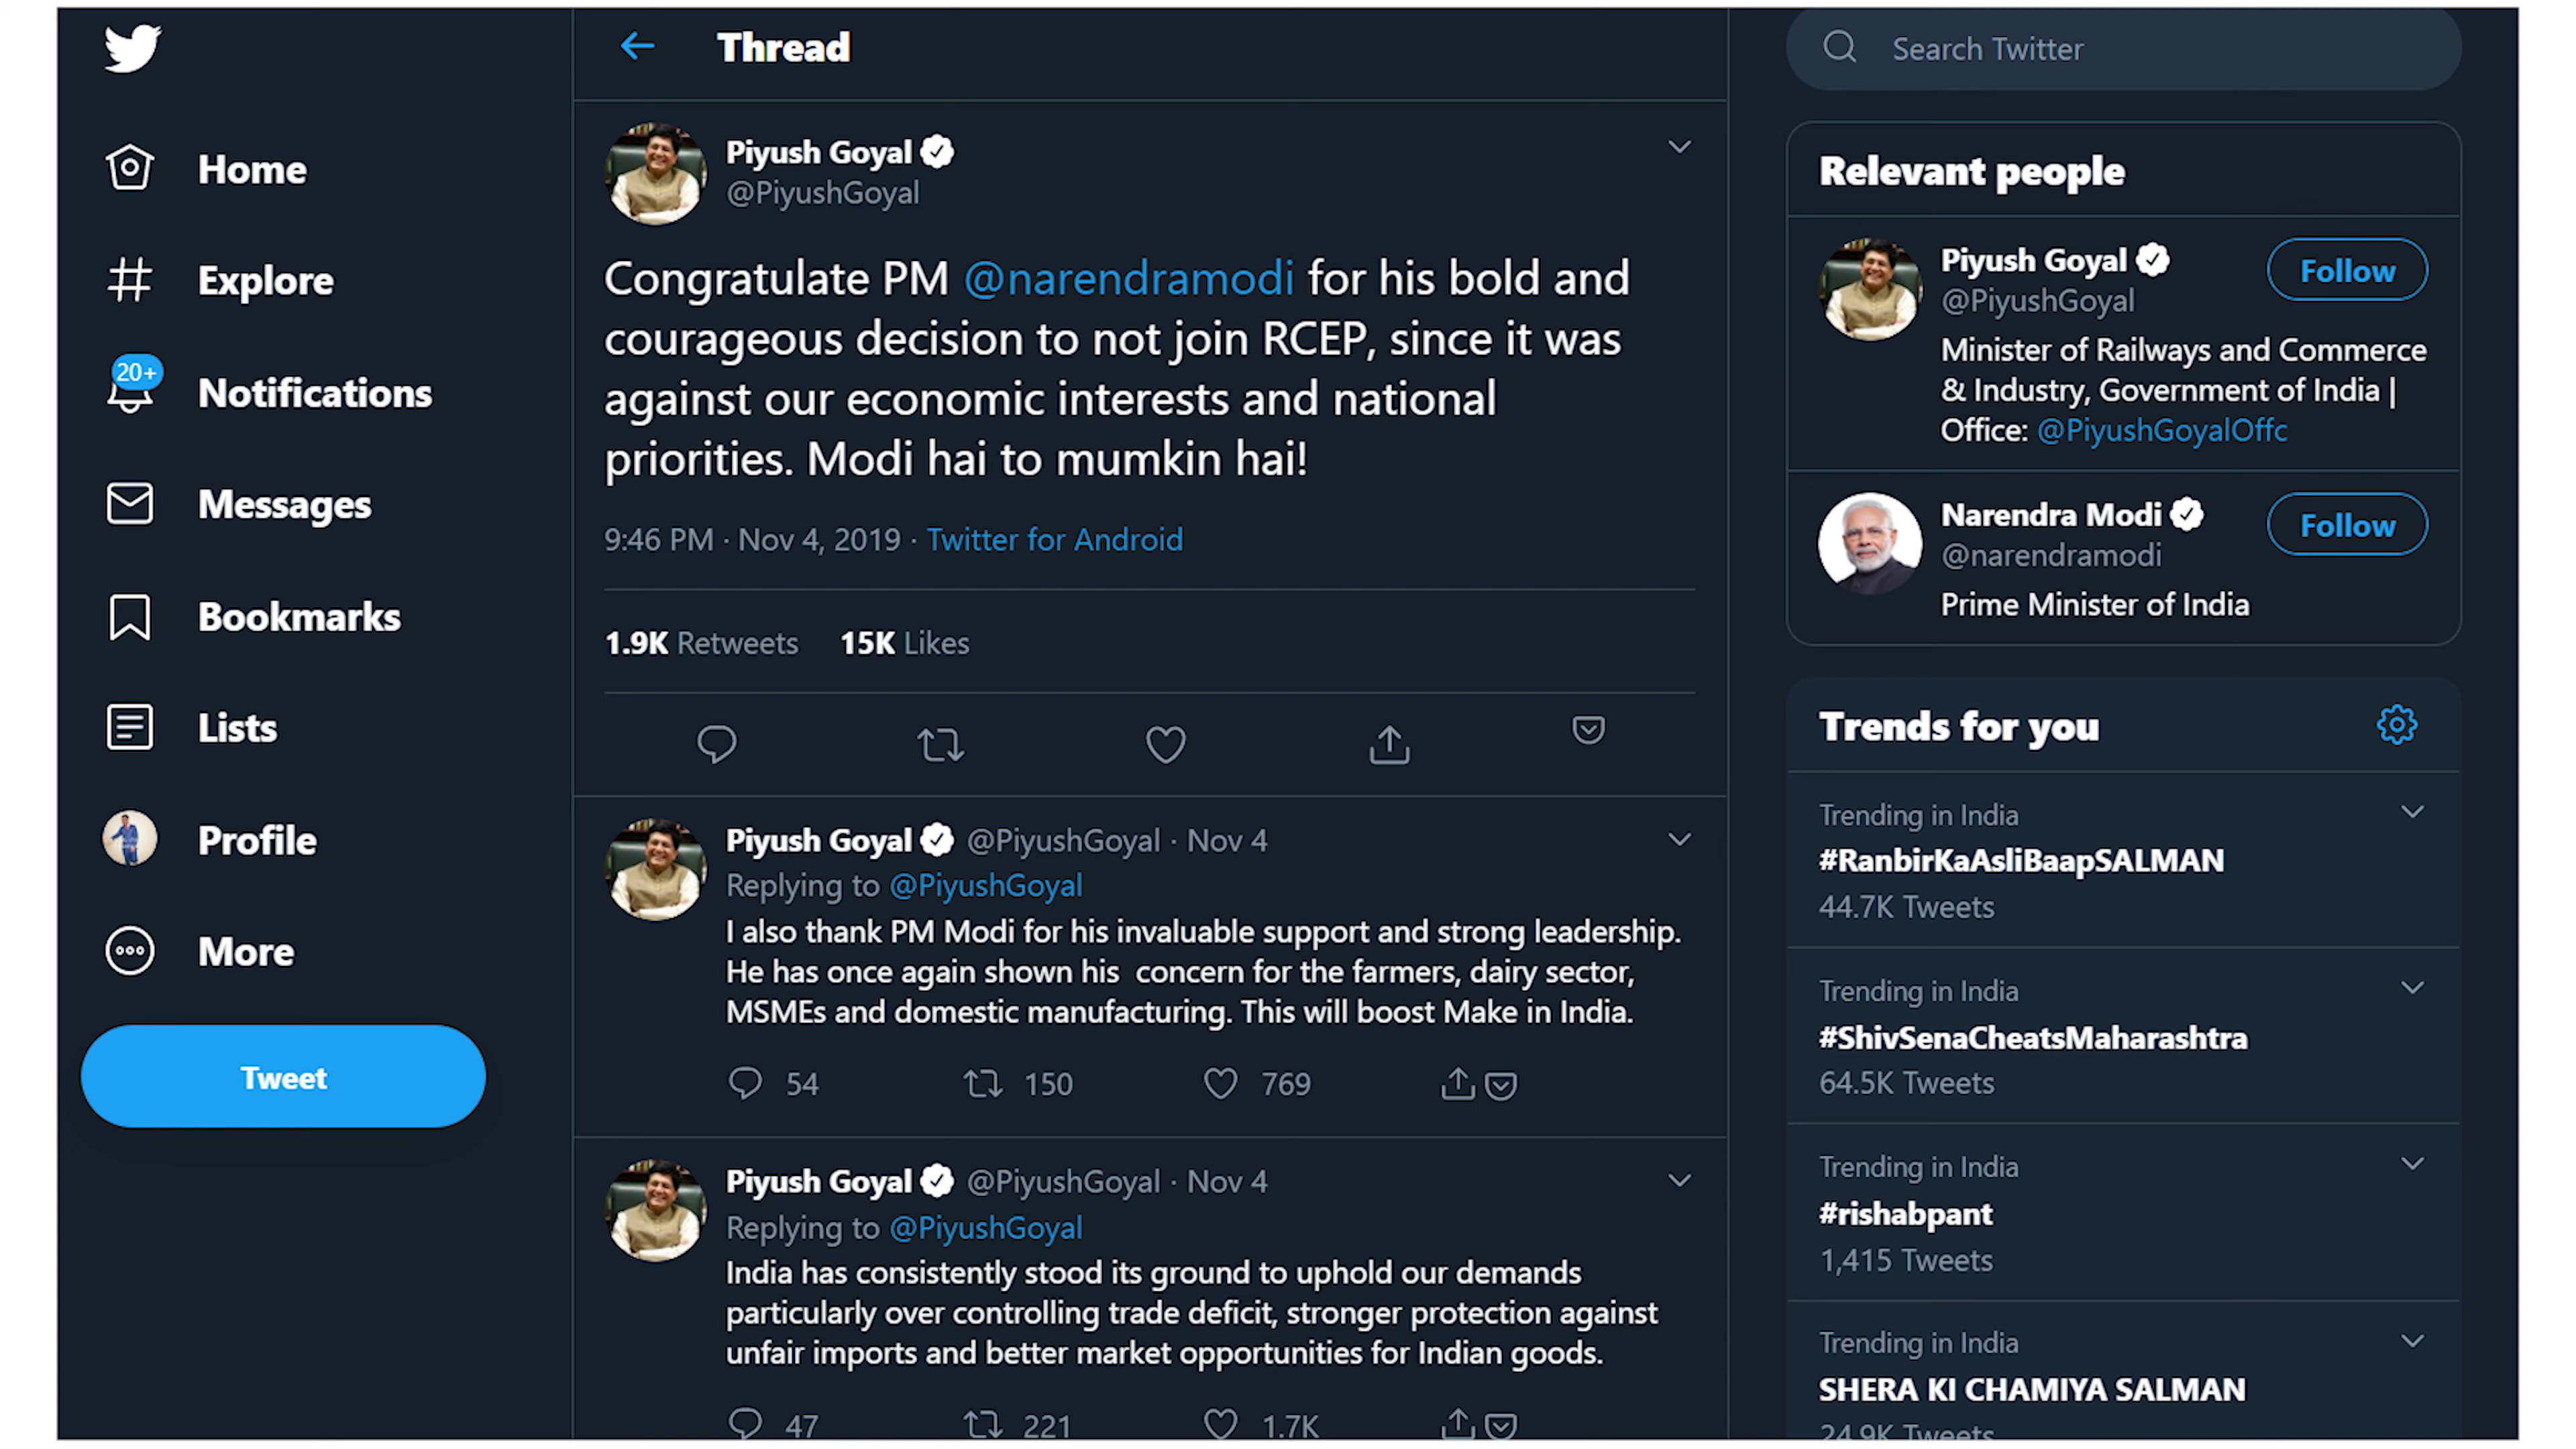 Thread
Search Twitter
Home
Explore
20+
Notifications
Messages
Bookmarks
Lists
Profile
More
Tweet
Piyush Goyal
@PiyushGoyal
Congratulate PM @narendramodi for his bold and
courageous decision to not join RCEP, since it was
against our economic interests and national
priorities. Modi hai to mumkin hai!
9:46 PM · Nov 4, 2019 · Twitter for Android
1.9K Retweets 15K Likes
Piyush Goyal @PiyushGoyal · Nov 4
Replying to @PiyushGoyal
I also thank PM Modi for his invaluable support and strong leadership.
He has once again shown his concern for the farmers, dairy sector,
MSMEs and domestic manufacturing. This will boost Make in India.
54 150 769
Piyush Goyal @PiyushGoyal · Nov 4
Replying to @PiyushGoyal
India has consistently stood its ground to uphold our demands
particularly over controlling trade deficit, stronger protection against
unfair imports and better market opportunities for Indian goods.
47 221 1.7K
Relevant people
Piyush Goyal
Follow
@PiyushGoyal
Minister of Railways and Commerce
& Industry, Government of India |
Office: @PiyushGoyalOffc
Narendra Modi
Follow
@narendramodi
Prime Minister of India
Trends for you
Trending in India
#RanbirKaAsliBaapSALMAN
44.7K Tweets
Trending in India
#ShivSenaCheatsMaharashtra
64.5K Tweets
Trending in India
#rishabpant
1,415 Tweets
Trending in India
SHERA KI CHAMIYA SALMAN
24.9K Tweets